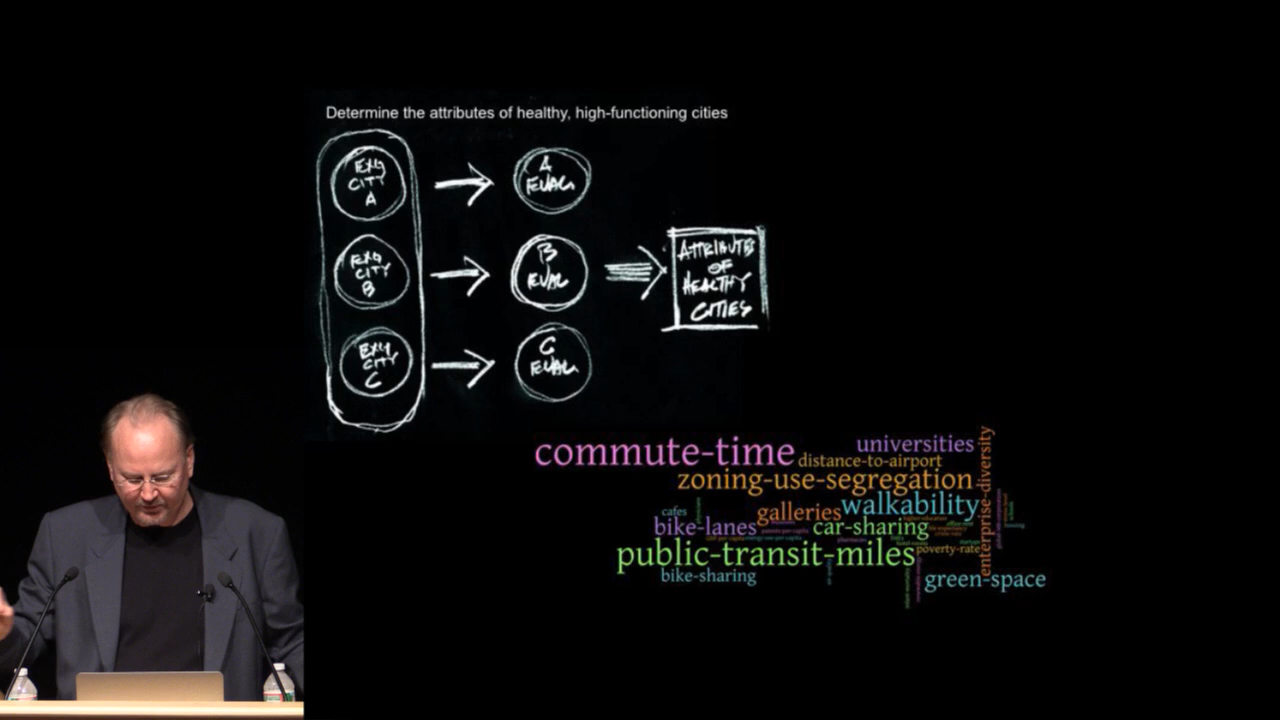 Determine the attributes of healthy, high-functioning cities
EXG
CITY
A
A
EVAL
EXG
CITY
B
B
EVAL
ATTRIBUTES
OF
HEALTHY
CITIES
EXG
CITY
C
C
EVAL
commute-time
universities
distance-to-airport
zoning-use-segregation
enterprise-diversity
walkability
cafes
galleries
bike-lanes
car-sharing
public-transit-miles
poverty-rate
bike-sharing
green-space